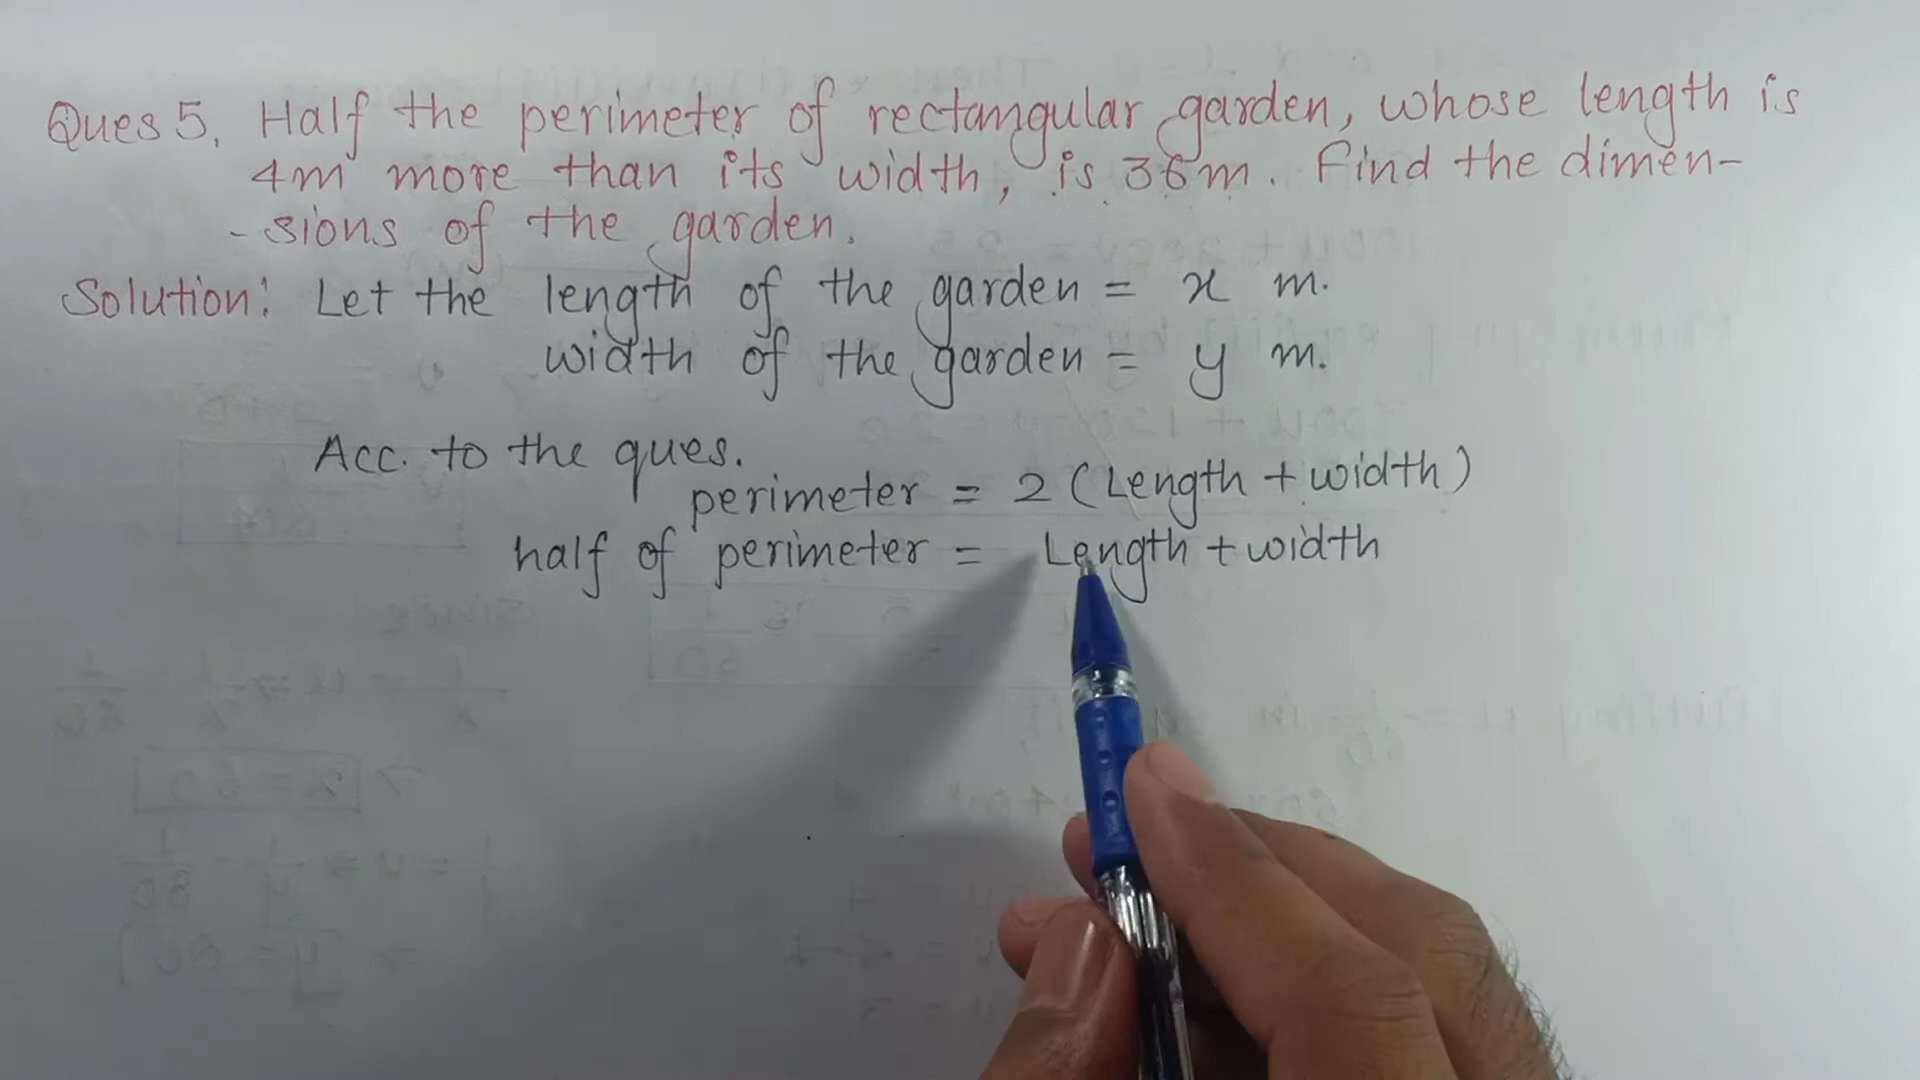 Ques 5. Half the perimeter of rectangular garden, whose length is
4m more than its width, is 36m. Find the dimen-
-sions of the garden.
Solution: Let the length of the garden = x m.
width of the garden = y m.
Acc. to the ques.
perimeter = 2 (Length + width)
half of perimeter = Length + width